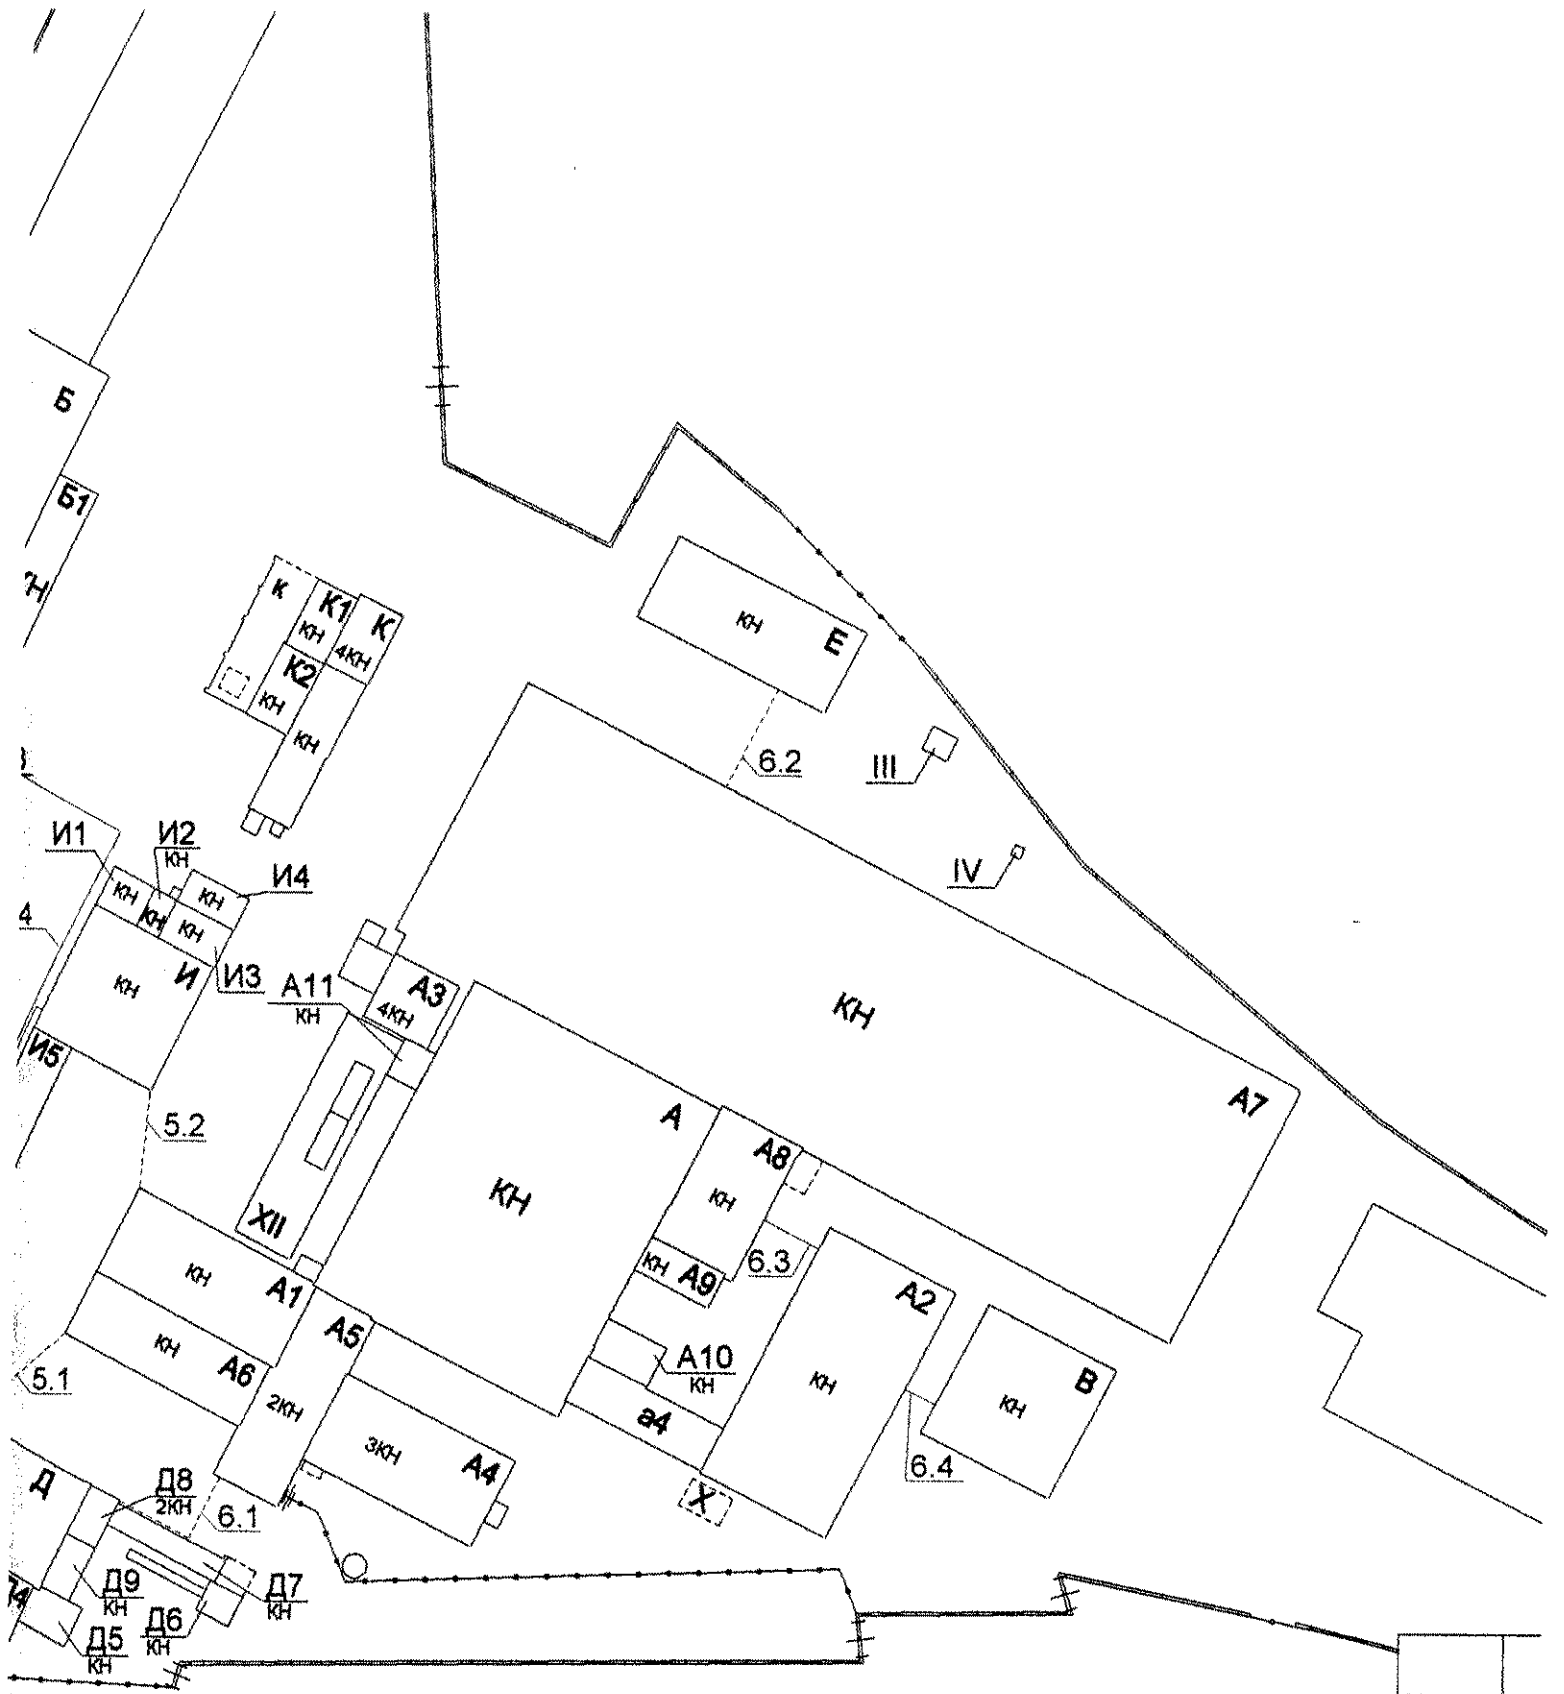 Б
Б1
КН
к
К1
КН
К
4КН
К2
КН
КН
Е
КН
6.2
III
IV
И1
И2
КН
И4
КН
КН
КН
КН
4
И
КН
И3
И5
А11
КН
А3
4КН
КН
А7
5.2
А
КН
А8
КН
XII
6.3
КН
А9
А1
КН
А2
КН
А5
2КН
КН
А6
5.1
А10
КН
В
КН
а4
3КН
А4
6.4
Х
Д
Д8
2КН
6.1
Д9
КН
Д7
КН
Д6
КН
Д5
КН